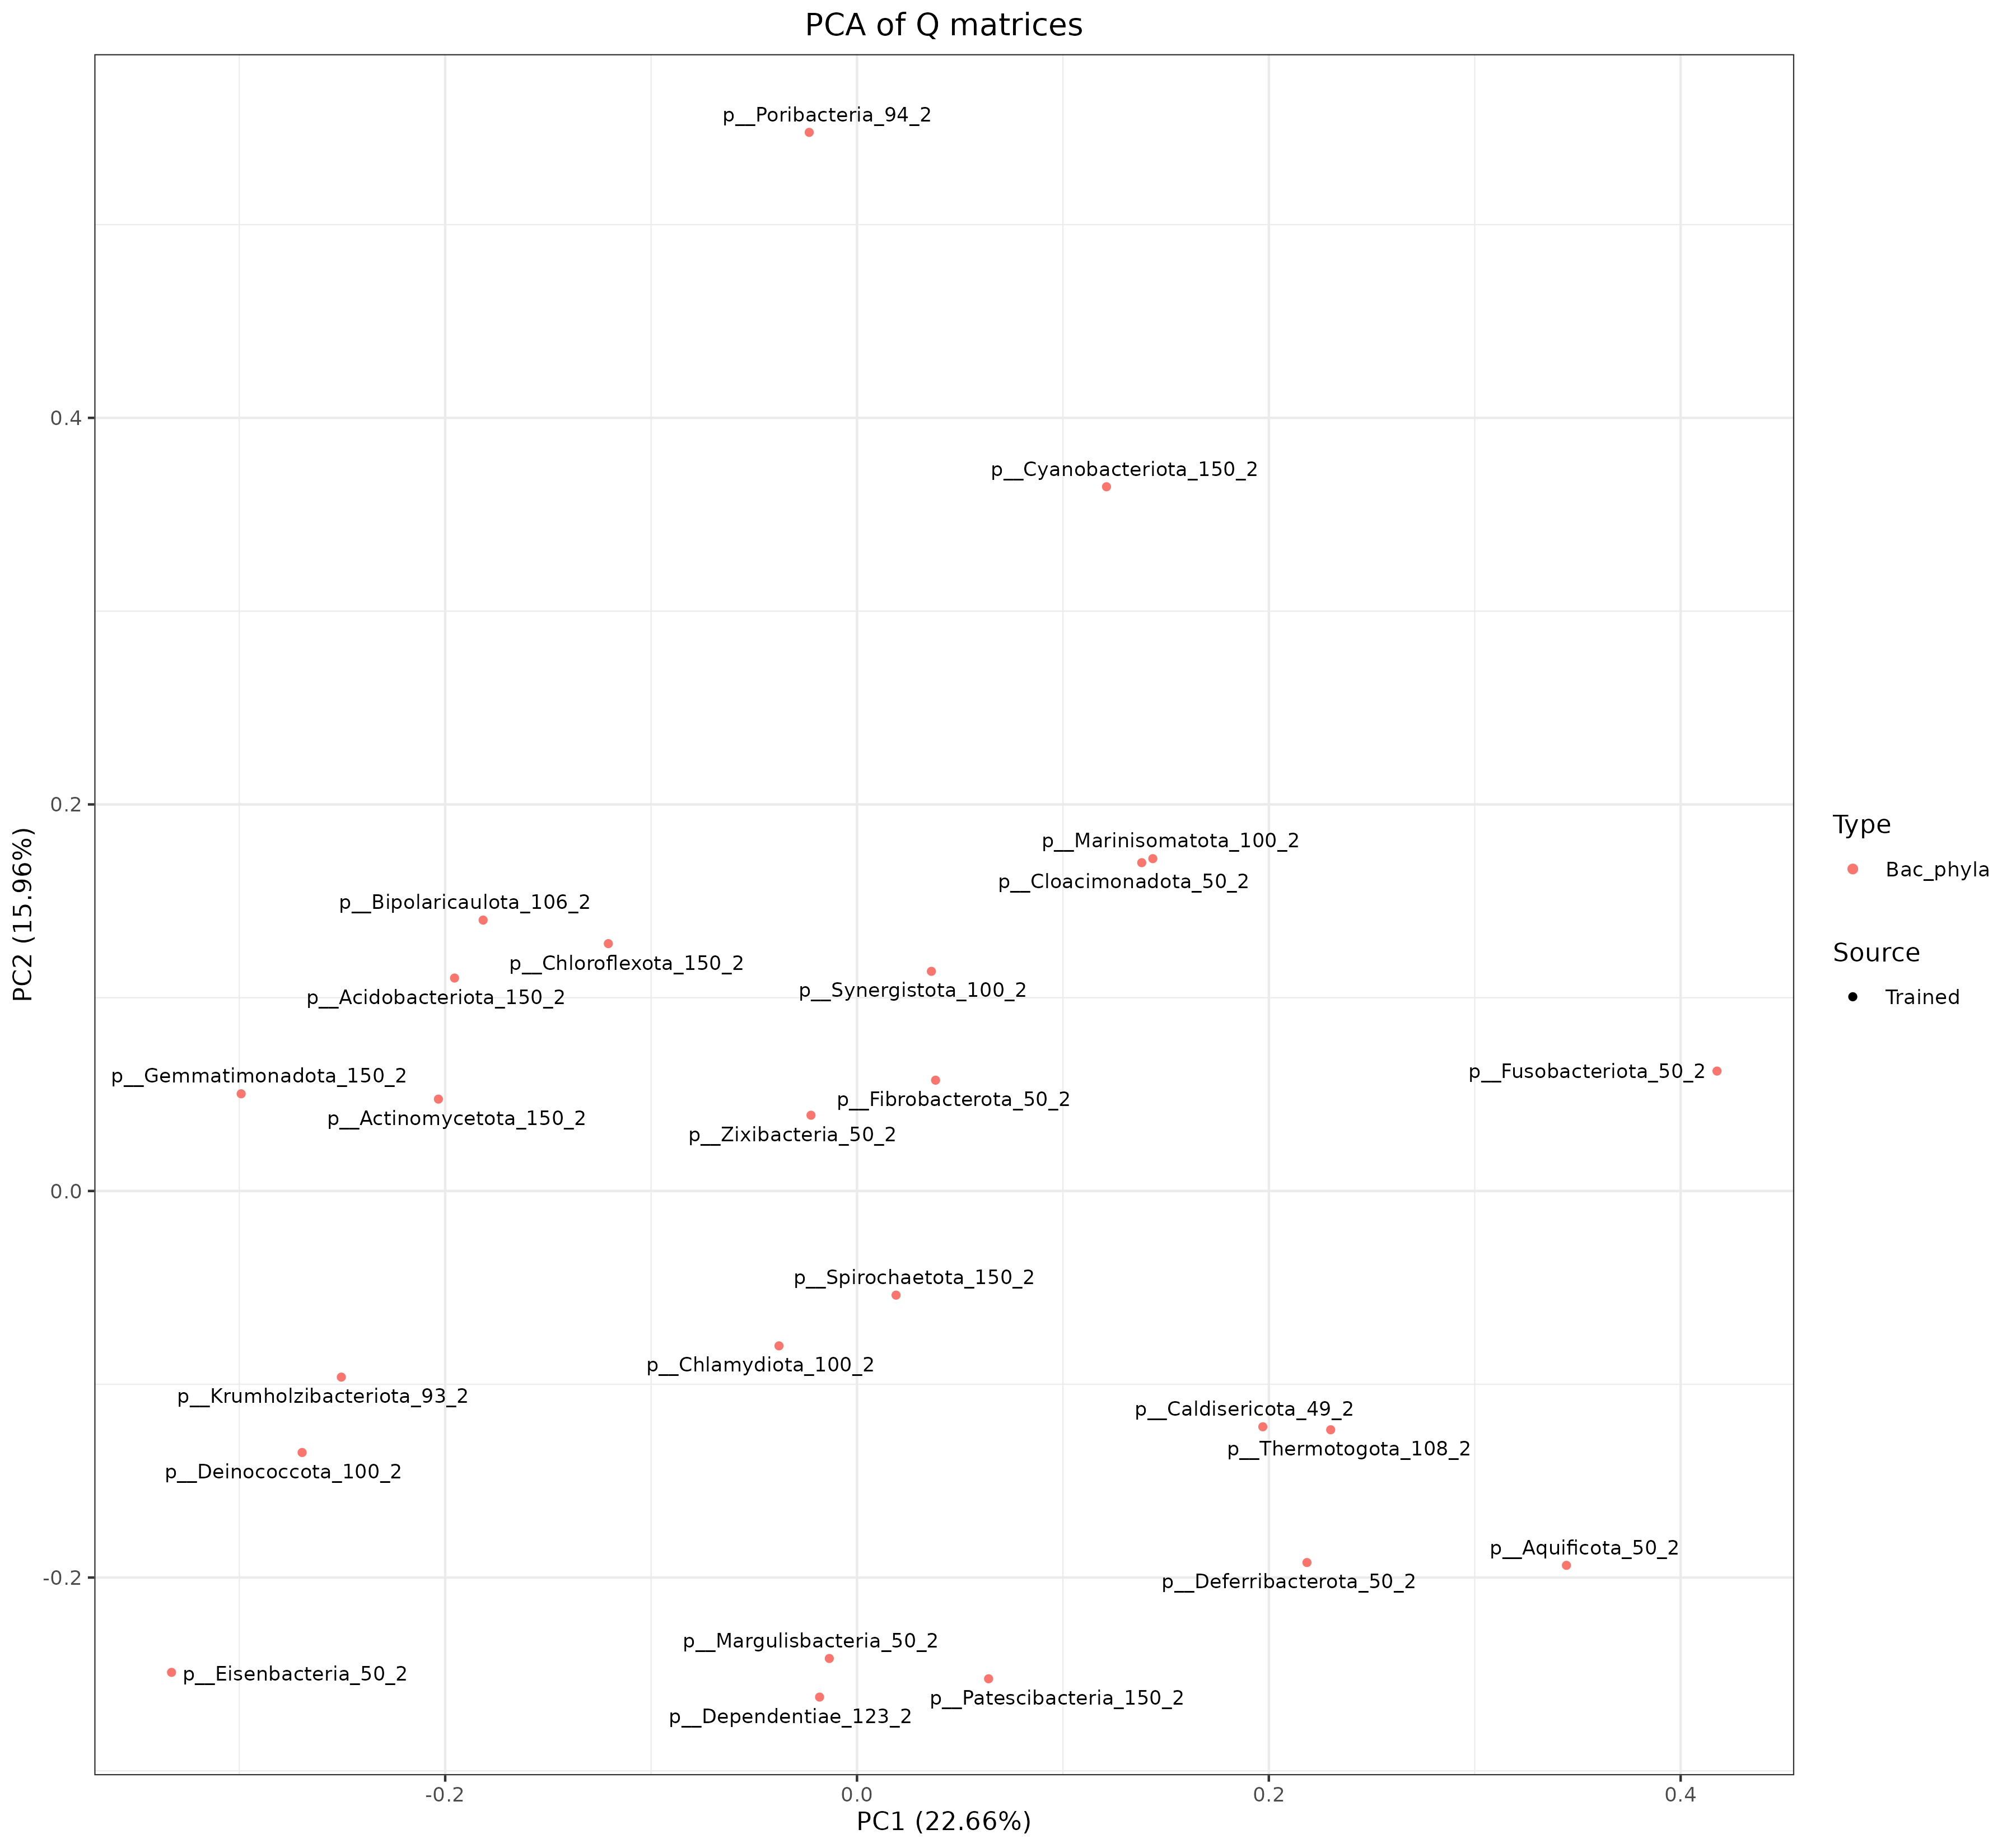 PCA of Q matrices
p__Poribacteria_94_2
0.4
p__Cyanobacteriota_150_2
0.2
p__Marinisomatota_100_2
p__Cloacimonadota_50_2
p__Bipolaricaulota_106_2
p__Chloroflexota_150_2
p__Acidobacteriota_150_2
p__Synergistota_100_2
p__Gemmatimonadota_150_2
p__Actinomycetota_150_2
p__Fibrobacterota_50_2
p__Zixibacteria_50_2
p__Fusobacteriota_50_2
0.0
p__Spirochaetota_150_2
p__Chlamydiota_100_2
p__Krumholzibacteriota_93_2
p__Deinococcota_100_2
p__Caldisericota_49_2
p__Thermotogota_108_2
p__Aquificota_50_2
-0.2
p__Deferribacterota_50_2
p__Margulisbacteria_50_2
p__Eisenbacteria_50_2
p__Patescibacteria_150_2
p__Dependentiae_123_2
-0.2
0.0
0.2
0.4
PC1 (22.66%)
PC2 (15.96%)
Type
Bac_phyla
Source
Trained